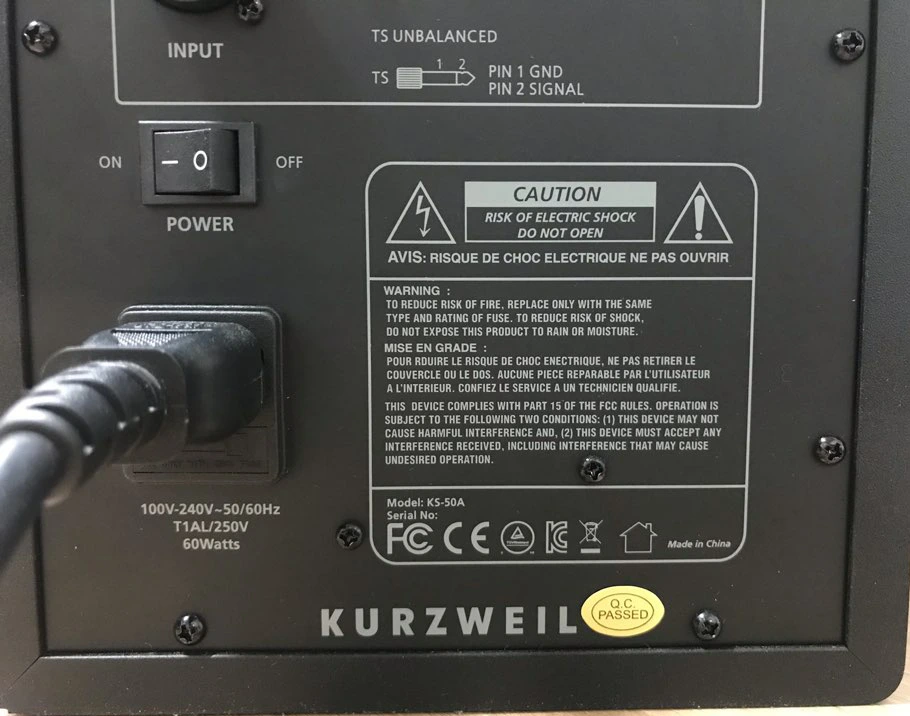 INPUT
TS UNBALANCED
1 2
TS
PIN 1 GND
PIN 2 SIGNAL
ON
– O
OFF
POWER
CAUTION
RISK OF ELECTRIC SHOCK
DO NOT OPEN
AVIS: RISQUE DE CHOC ELECTRIQUE NE PAS OUVRIR
WARNING :
TO REDUCE RISK OF FIRE, REPLACE ONLY WITH THE SAME
TYPE AND RATING OF FUSE. TO REDUCE RISK OF SHOCK,
DO NOT EXPOSE THIS PRODUCT TO RAIN OR MOISTURE.
MISE EN GRADE :
POUR RDUIRE LE RISQUE DE CHOC ENECTRIQUE, NE PAS RETIRER LE
COUVERCLE OU LE DOS. AUCUNE PIECE REPARABLE PAR L'UTILISATEUR
A L'INTERIEUR. CONFIEZ LE SERVICE A UN TECHNICIEN QUALIFIE.
THIS DEVICE COMPLIES WITH PART 15 OF THE FCC RULES. OPERATION IS
SUBJECT TO THE FOLLOWING TWO CONDITIONS: (1) THIS DEVICE MAY NOT
CAUSE HARMFUL INTERFERENCE AND, (2) THIS DEVICE MUST ACCEPT ANY
INTERFERENCE RECEIVED, INCLUDING INTERFERENCE THAT MAY CAUSE
UNDESIRED OPERATION.
100V-240V~50/60Hz
T1AL/250V
60Watts
Model: KS-50A
Serial No:
FC CE
Made in China
KURZWEIL
Q.C.
PASSED